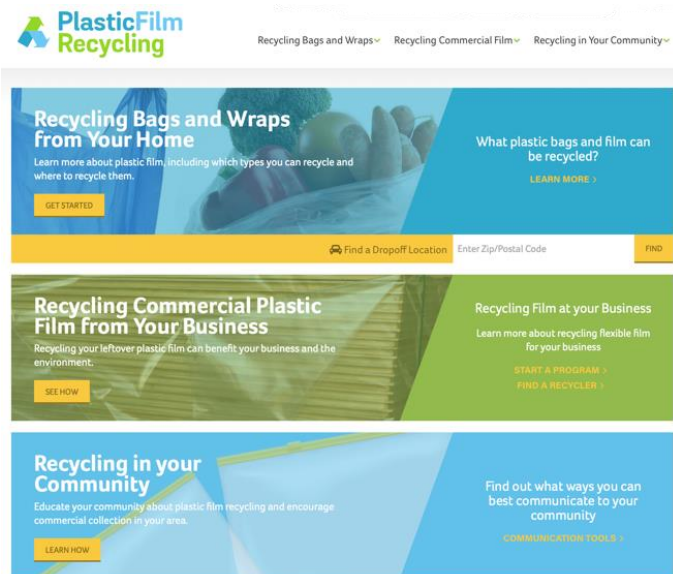 PlasticFilm
Recycling
Recycling Bags and Wraps
Recycling Commercial Film
Recycling in Your Community
Recycling Bags and Wraps
from Your Home
Learn more about plastic film, including which types you can recycle and
where to recycle them.
GET STARTED
What plastic bags and film can
be recycled?
LEARN MORE >
Find a Dropoff Location
Enter Zip/Postal Code
FIND
Recycling Commercial Plastic
Film from Your Business
Recycling your leftover plastic film can benefit your business and the
environment.
SEE HOW
Recycling Film at your Business
Learn more about recycling flexible film
for your business
START A PROGRAM >
FIND A RECYCLER >
Recycling in your
Community
Educate your community about plastic film recycling and encourage
commercial collection in your area.
LEARN HOW
Find out what ways you can
best communicate to your
community
COMMUNICATION TOOLS >